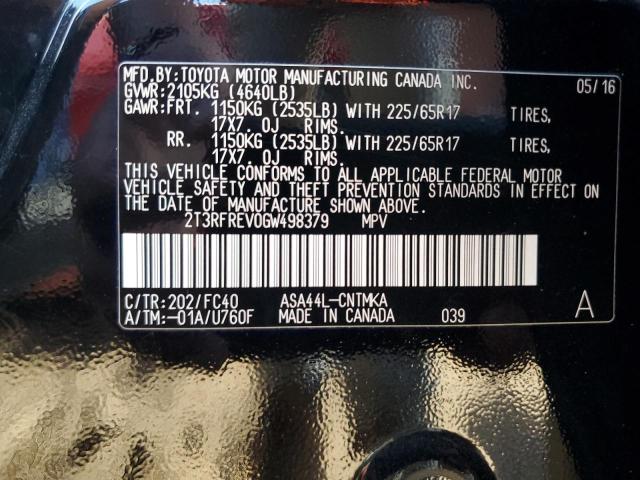 MFD.BY:TOYOTA MOTOR MANUFACTURING CANADA INC. 05/16
GVWR:2105KG (4640LB)
GAWR:FRT. 1150KG (2535LB) WITH 225/65R17 TIRES,
17X7.0J RIMS.
RR. 1150KG (2535LB) WITH 225/65R17 TIRES,
17X7.0J RIMS.
THIS VEHICLE CONFORMS TO ALL APPLICABLE FEDERAL MOTOR
VEHICLE SAFETY AND THEFT PREVENTION STANDARDS IN EFFECT ON
THE DATE OF MANUFACTURE SHOWN ABOVE.
2T3RFREV0GW498379 MPV
C/TR:202/FC40 ASA44L-CNTMKA A
A/TM:-01A/U760F MADE IN CANADA 039